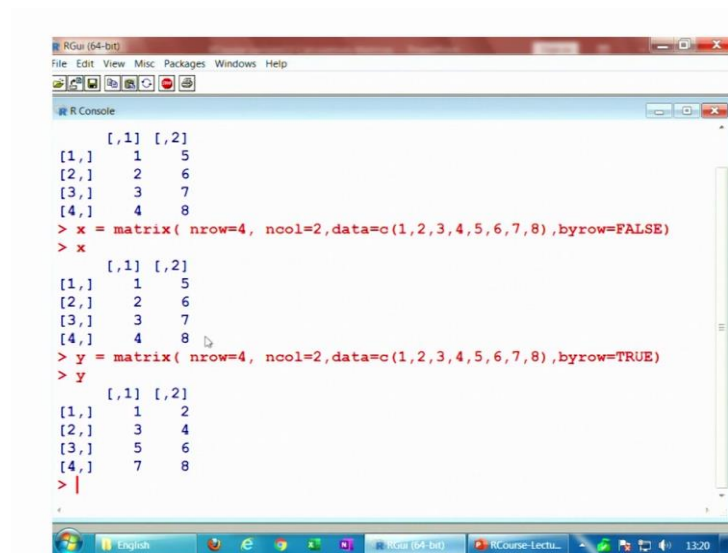 RGui (64-bit)
File Edit View Misc Packages Windows Help
STOP
R Console
[,1] [,2]
[1,] 1 5
[2,] 2 6
[3,] 3 7
[4,] 4 8
> x = matrix( nrow=4, ncol=2,data=c(1,2,3,4,5,6,7,8),byrow=FALSE)
> x
[,1] [,2]
[1,] 1 5
[2,] 2 6
[3,] 3 7
[4,] 4 8
> y = matrix( nrow=4, ncol=2,data=c(1,2,3,4,5,6,7,8),byrow=TRUE)
> y
[,1] [,2]
[1,] 1 2
[2,] 3 4
[3,] 5 6
[4,] 7 8
>
English RGui (64-bit) RCourse-Lectu... 13:20